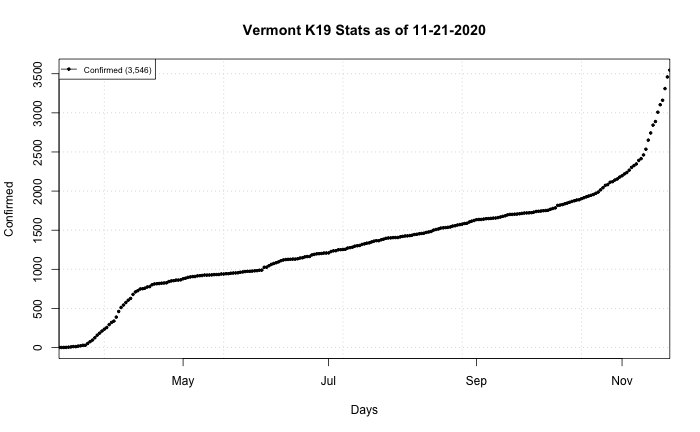 Vermont K19 Stats as of 11-21-2020
Confirmed (3,546)
3500
3000
2500
2000
1500
1000
500
0
Confirmed
May Jul Sep Nov
Days